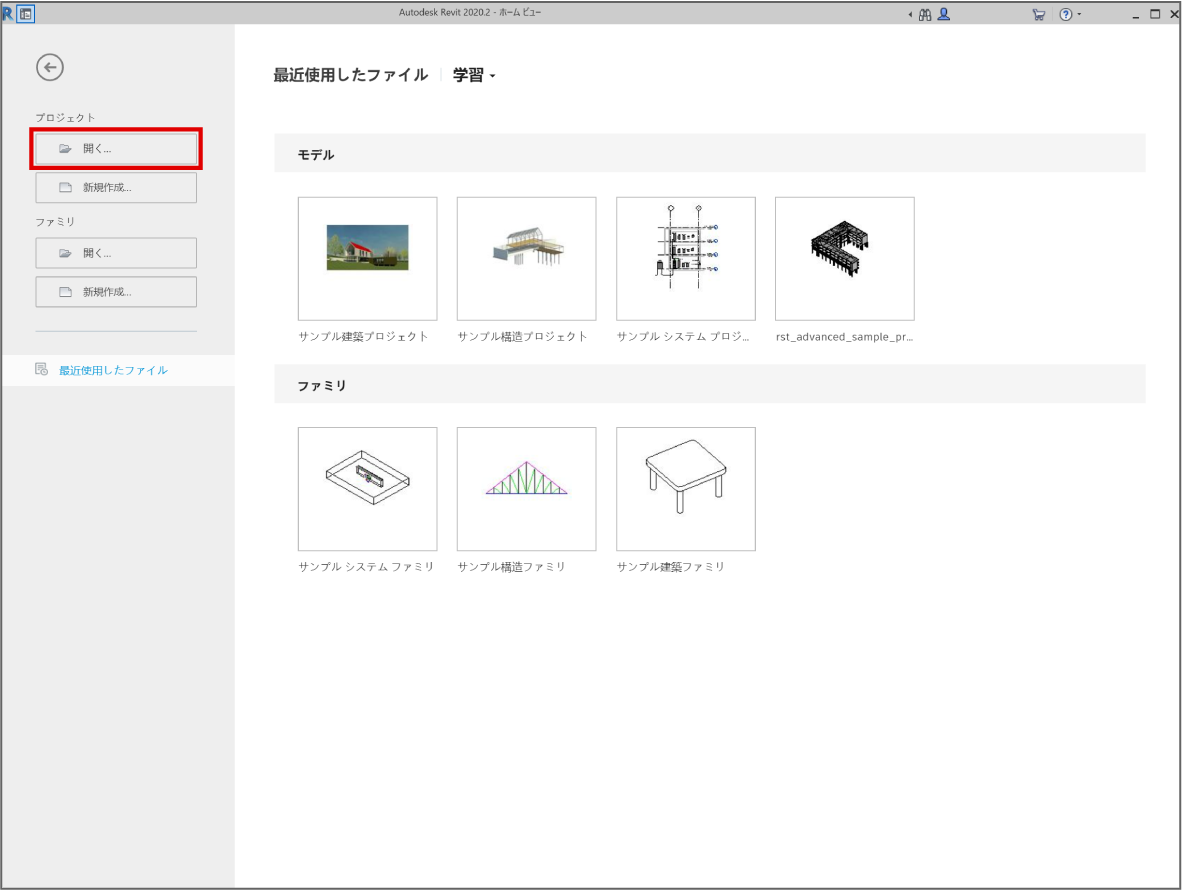 Autodesk Revit 2020.2 - ホーム ビュー
プロジェクト
開く...
新規作成...
ファミリ
開く...
新規作成...
最近使用したファイル
最近使用したファイル 学習
モデル
サンプル建築プロジェクト サンプル構造プロジェクト サンプル システム プロジ... rst_advanced_sample_pr...
ファミリ
サンプル システム ファミリ サンプル構造ファミリ サンプル建築ファミリ